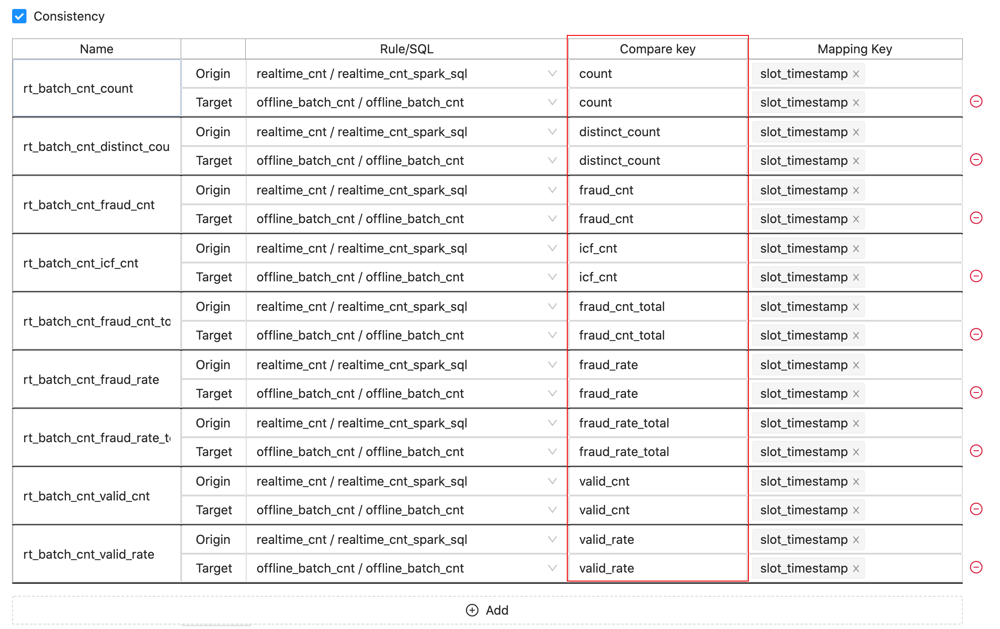 Consistency
Name Rule/SQL Compare key Mapping Key
Origin realtime_cnt / realtime_cnt_spark_sql count slot_timestamp
rt_batch_cnt_count
Target offline_batch_cnt / offline_batch_cnt count slot_timestamp
Origin realtime_cnt / realtime_cnt_spark_sql distinct_count slot_timestamp
rt_batch_cnt_distinct_cou
Target offline_batch_cnt / offline_batch_cnt distinct_count slot_timestamp
Origin realtime_cnt / realtime_cnt_spark_sql fraud_cnt slot_timestamp
rt_batch_cnt_fraud_cnt
Target offline_batch_cnt / offline_batch_cnt fraud_cnt slot_timestamp
Origin realtime_cnt / realtime_cnt_spark_sql icf_cnt slot_timestamp
rt_batch_cnt_icf_cnt
Target offline_batch_cnt / offline_batch_cnt icf_cnt slot_timestamp
Origin realtime_cnt / realtime_cnt_spark_sql fraud_cnt_total slot_timestamp
rt_batch_cnt_fraud_cnt_to
Target offline_batch_cnt / offline_batch_cnt fraud_cnt_total slot_timestamp
Origin realtime_cnt / realtime_cnt_spark_sql fraud_rate slot_timestamp
rt_batch_cnt_fraud_rate
Target offline_batch_cnt / offline_batch_cnt fraud_rate slot_timestamp
Origin realtime_cnt / realtime_cnt_spark_sql fraud_rate_total slot_timestamp
rt_batch_cnt_fraud_rate_t
Target offline_batch_cnt / offline_batch_cnt fraud_rate_total slot_timestamp
Origin realtime_cnt / realtime_cnt_spark_sql valid_cnt slot_timestamp
rt_batch_cnt_valid_cnt
Target offline_batch_cnt / offline_batch_cnt valid_cnt slot_timestamp
Origin realtime_cnt / realtime_cnt_spark_sql valid_rate slot_timestamp
rt_batch_cnt_valid_rate
Target offline_batch_cnt / offline_batch_cnt valid_rate slot_timestamp
Add